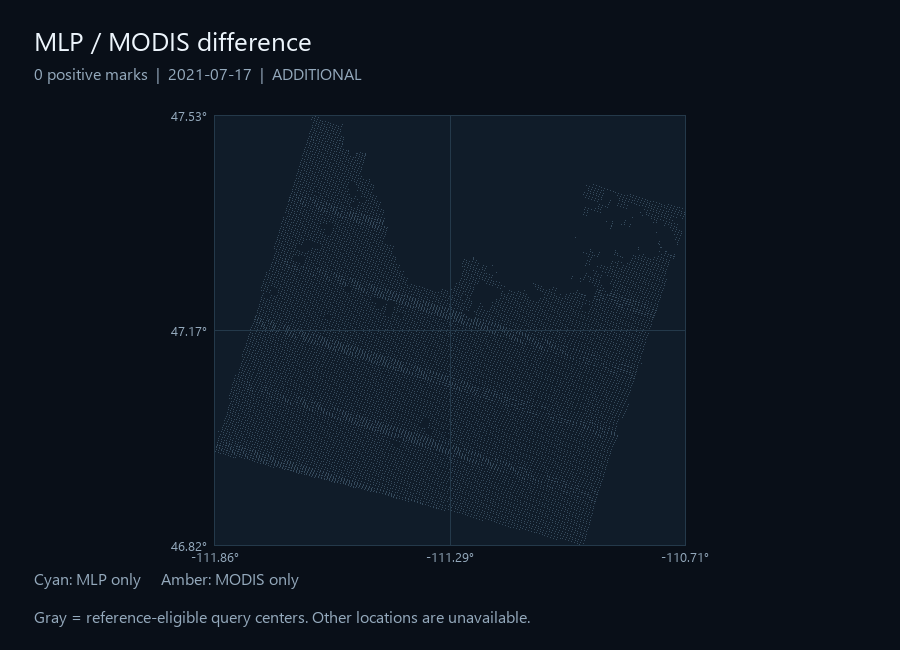 MLP / MODIS difference
0 positive marks | 2021-07-17 | ADDITIONAL
47.53°
47.17°
46.82°
-111.86° -111.29° -110.71°
Cyan: MLP only Amber: MODIS only
Gray = reference-eligible query centers. Other locations are unavailable.